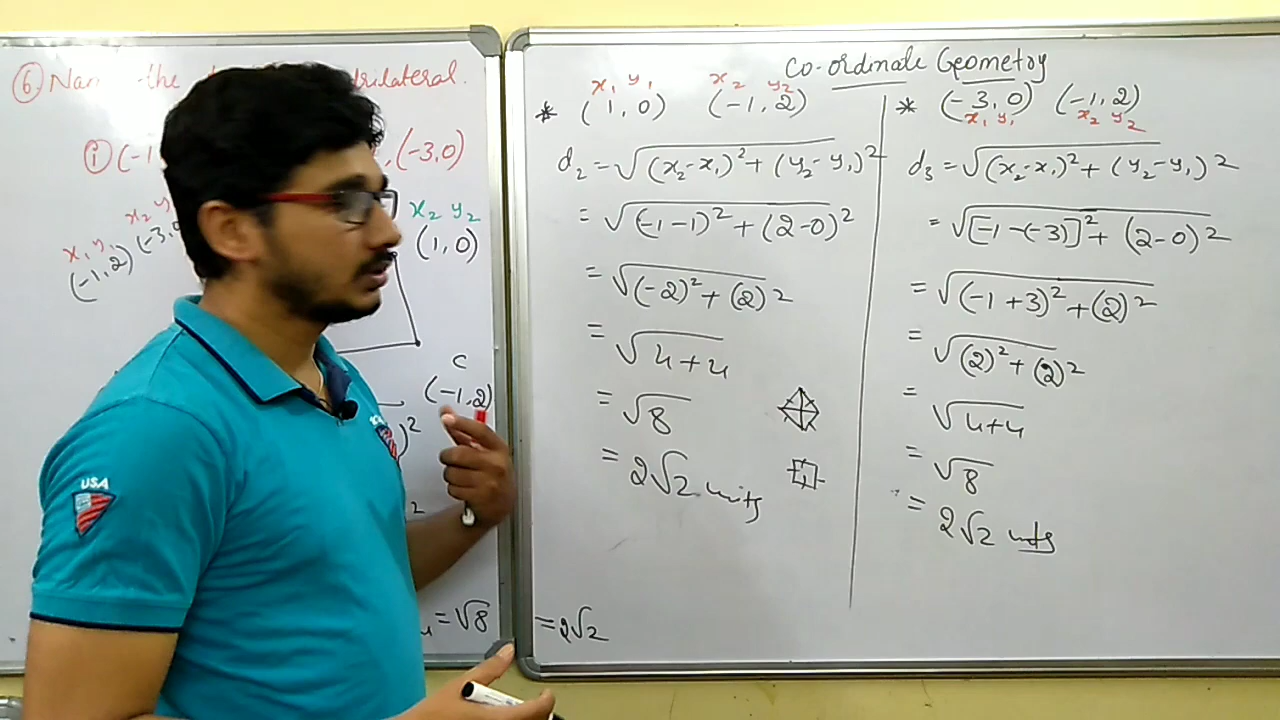 ⑥ the drilateral.
ⓘ (-1 , (-3,0)
x₂ y₂
x₁ y₁
(-1,2)
(-3,0
x₂ y₂
(1,0)
C
(-1,2)
)²
²
= √8 = 2√2
USA
Co-ordinate Geometry
x₁ y₁ x₂ y₂
* (1,0) (-1,2)
d₂ = √(x₂-x₁)² + (y₂-y₁)²
= √(-1-1)² + (2-0)²
= √(-2)² + (2)²
= √4+4
= √8
= 2√2 units
* (-3,0) (-1,2)
x₁ y₁ x₂ y₂
d₃ = √(x₂-x₁)² + (y₂-y₁)²
= √[-1-(-3)]² + (2-0)²
= √(-1+3)² + (2)²
= √(2)² + (2)²
= √4+4
= √8
= 2√2 units